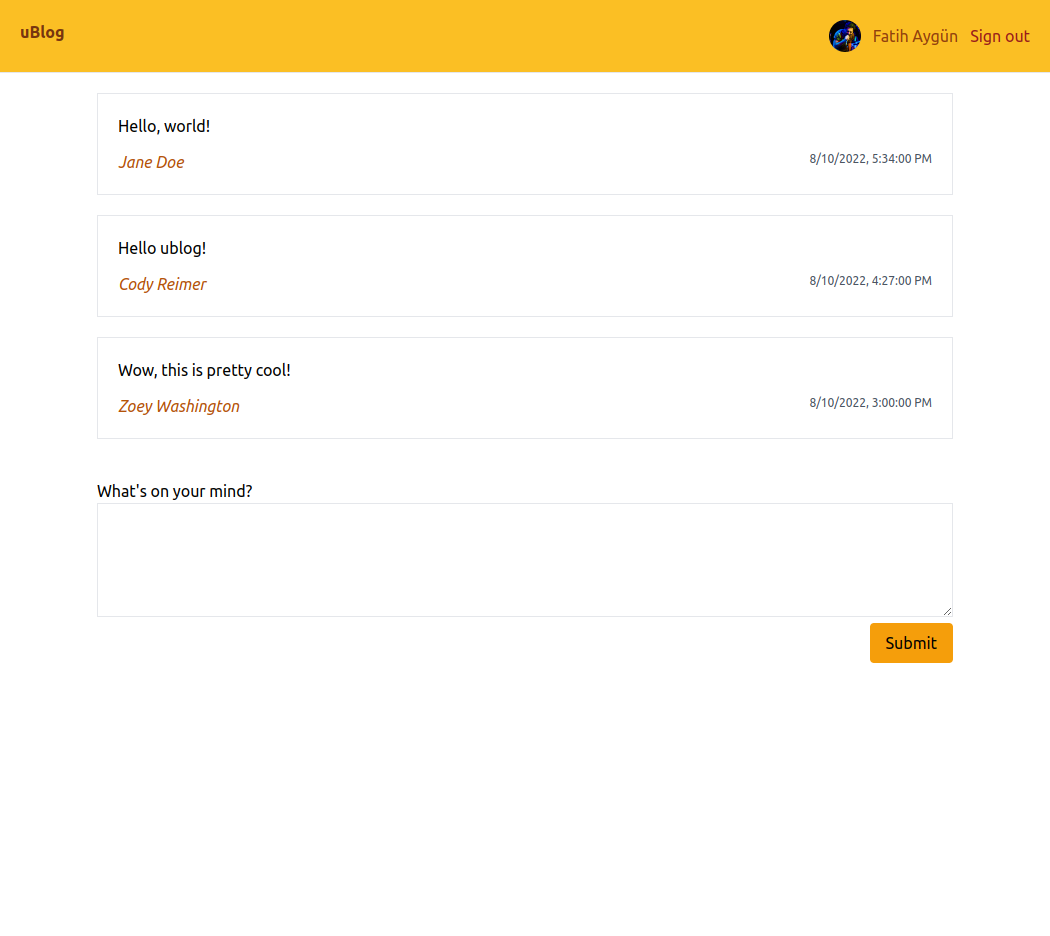 uBlog
Fatih Aygün Sign out
Hello, world!
Jane Doe
8/10/2022, 5:34:00 PM
Hello ublog!
Cody Reimer
8/10/2022, 4:27:00 PM
Wow, this is pretty cool!
Zoey Washington
8/10/2022, 3:00:00 PM
What's on your mind?
Submit